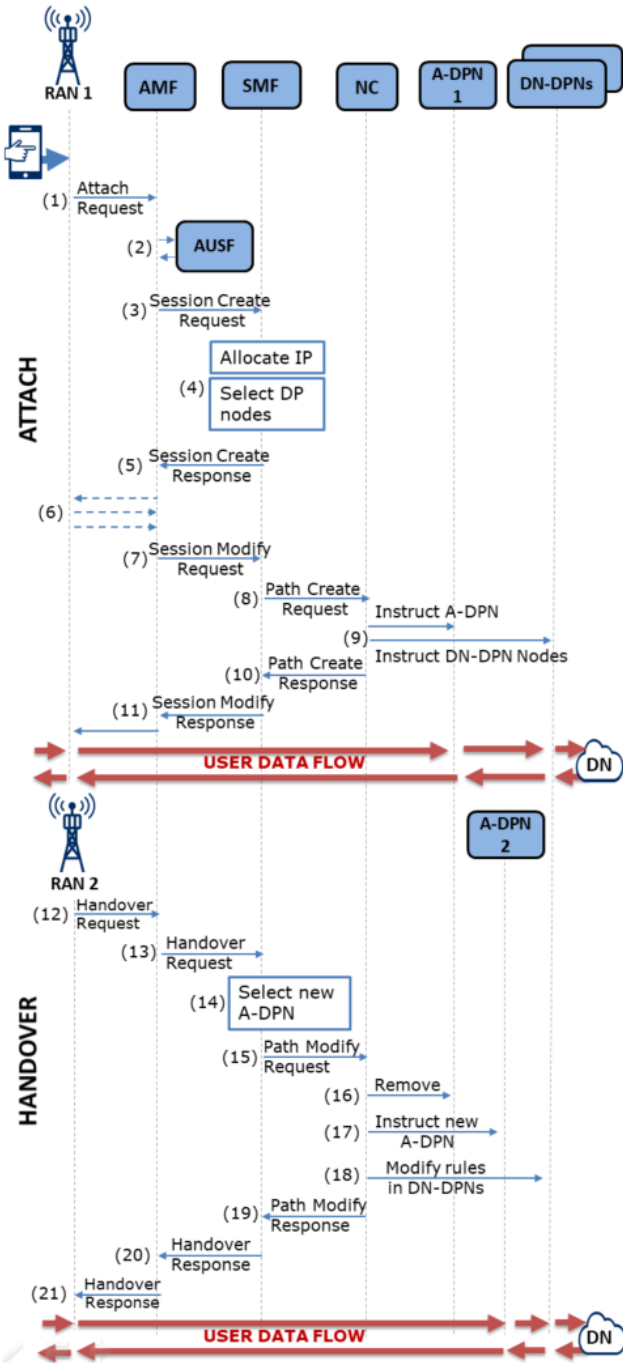 RAN 1
AMF
SMF
NC
A-DPN
1
DN-DPNs
ATTACH
(1)
Attach
Request
(2)
AUSF
(3)
Session Create
Request
Allocate IP
(4)
Select DP
nodes
(5)
Session Create
Response
(6)
(7)
Session Modify
Request
(8)
Path Create
Request
Instruct A-DPN
(9)
Instruct DN-DPN Nodes
(10)
Path Create
Response
(11)
Session Modify
Response
USER DATA FLOW
DN
RAN 2
A-DPN
2
HANDOVER
(12)
Handover
Request
(13)
Handover
Request
(14)
Select new
A-DPN
(15)
Path Modify
Request
(16)
Remove
(17)
Instruct new
A-DPN
(18)
Modify rules
in DN-DPNs
(19)
Path Modify
Response
(20)
Handover
Response
(21)
Handover
Response
USER DATA FLOW
DN